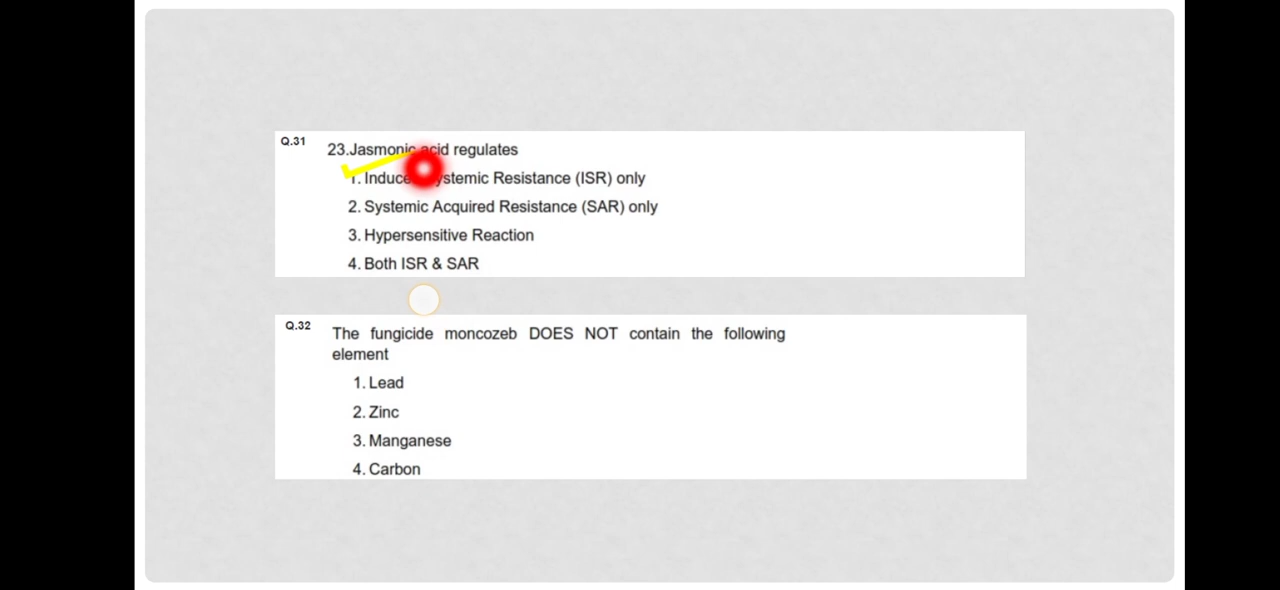 Q.31
23.Jasmonic acid regulates
1. Induced Systemic Resistance (ISR) only
2. Systemic Acquired Resistance (SAR) only
3. Hypersensitive Reaction
4. Both ISR & SAR
Q.32
The fungicide moncozeb DOES NOT contain the following
element
1. Lead
2. Zinc
3. Manganese
4. Carbon